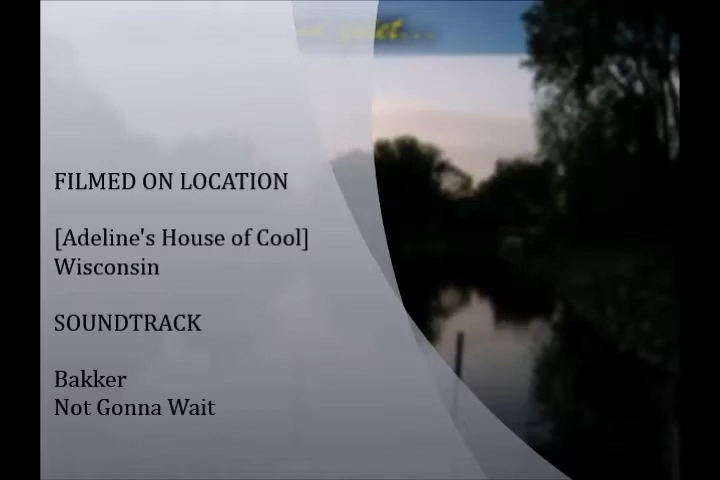 FILMED ON LOCATION
[Adeline's House of Cool]
Wisconsin
SOUNDTRACK
Bakker
Not Gonna Wait